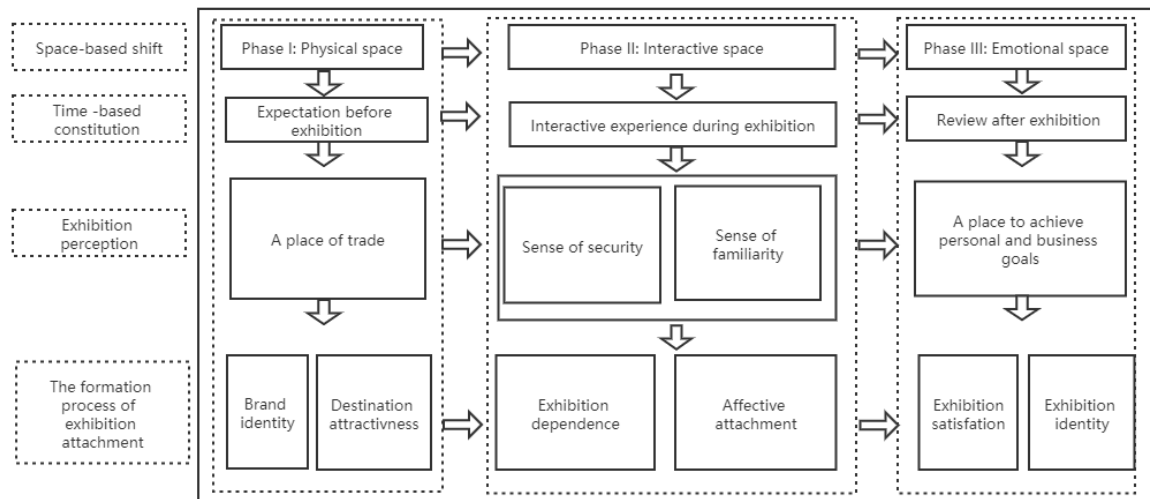 Space-based shift
Phase I: Physical space
Phase II: Interactive space
Phase III: Emotional space
Time -based
constitution
Expectation before
exhibition
Interactive experience during exhibition
Review after exhibition
Exhibition
perception
A place of trade
Sense of security
Sense of
familiarity
A place to achieve
personal and business
goals
The formation
process of
exhibition
attachment
Brand
identity
Destination
attractivness
Exhibition
dependence
Affective
attachment
Exhibition
satisfation
Exhibition
identity